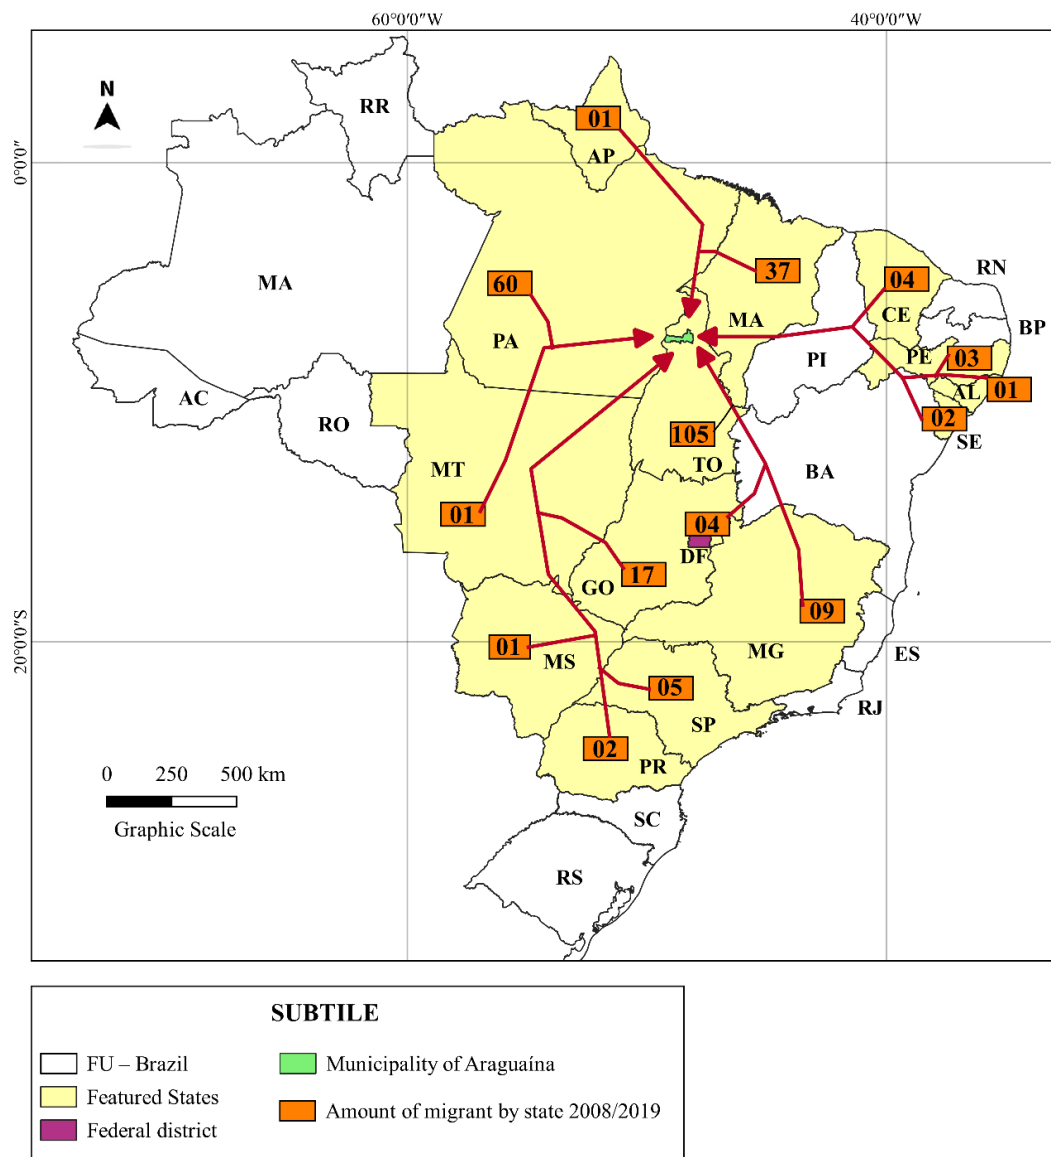 60°0'0"W
40°0'0"W
N
RR
01
AP
0°0'0"
MA
60
37
04
RN
CE
MA
BP
PA
PI
PE
03
AL
01
AC
RO
02
105
SE
MT
TO
BA
01
04
DF
17
GO
09
20°0'0"S
01
MS
MG
ES
05
RJ
SP
02
PR
0 250 500 km
SC
Graphic Scale
RS
SUBTILE
FU – Brazil
Municipality of Araguaína
Featured States
Amount of migrant by state 2008/2019
Federal district